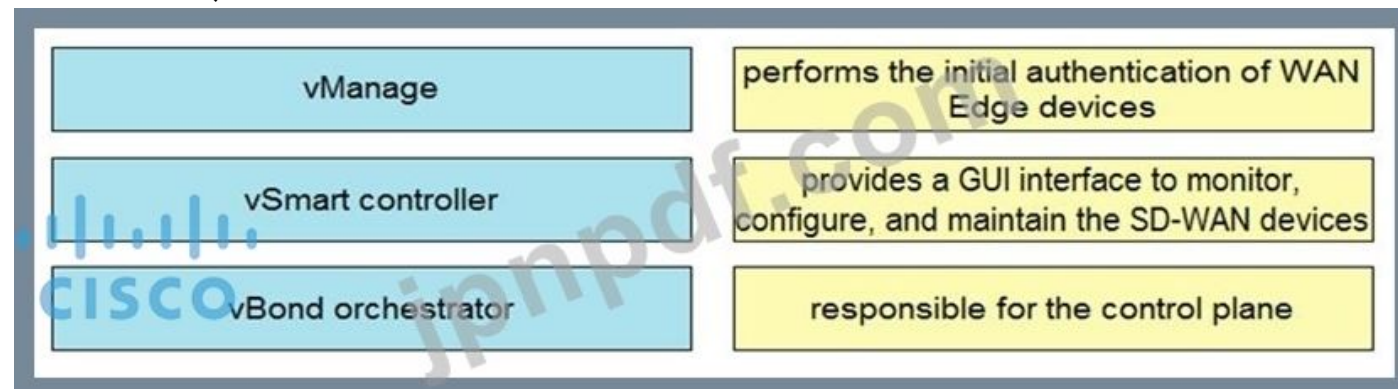 vManage
performs the initial authentication of WAN
Edge devices
vSmart controller
provides a GUI interface to monitor,
configure, and maintain the SD-WAN devices
vBond orchestrator
responsible for the control plane
CISCO
jpnpdf.com